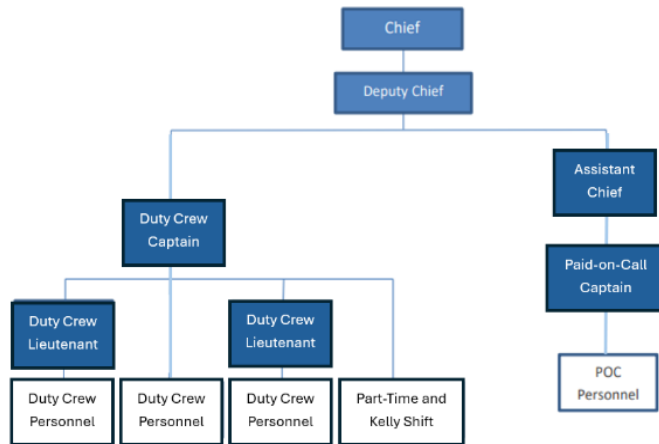 Chief
Deputy Chief
Assistant
Chief
Duty Crew
Captain
Paid-on-Call
Captain
Duty Crew
Lieutenant
Duty Crew
Lieutenant
POC
Personnel
Duty Crew
Personnel
Duty Crew
Personnel
Duty Crew
Personnel
Part-Time and
Kelly Shift